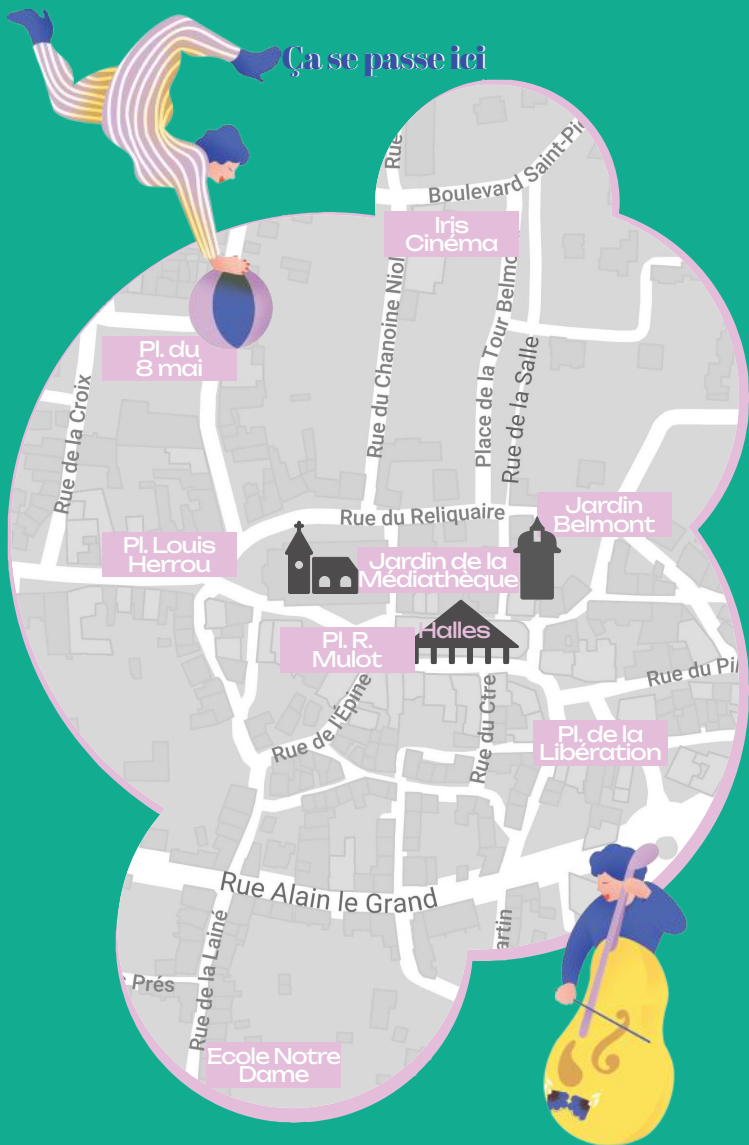 Ça se passe ici
Rue
Boulevard Saint-Pi
Iris
Cinéma
Rue du Chanoine Niol
Place de la Tour Belmo
Rue de la Salle
Pl. du
8 mai
Rue de la Croix
Rue du Reliquaire
Jardin
Belmont
Pl. Louis
Herrou
Jardin de la
Médiathèque
Halles
Pl. R.
Mulot
Rue du Pil
Rue de l'Épine
Rue du Ctre
Pl. de la
Libération
Rue Alain le Grand
artin
Prés
Rue de la Lainé
Ecole Notre
Dame